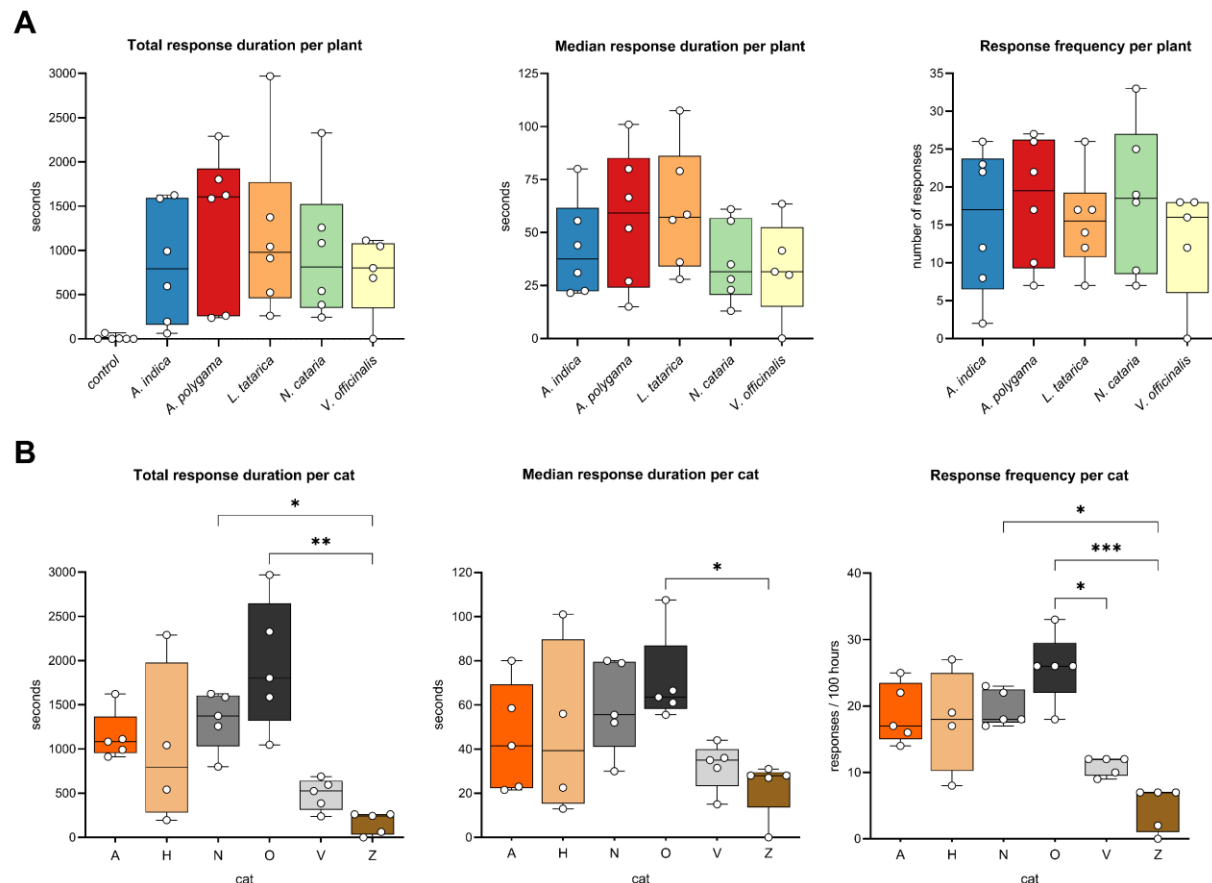 A
Total response duration per plant
seconds
3000
2500
2000
1500
1000
500
0
control
A. indica
A. polygama
L. tatarica
N. cataria
V. officinalis
Median response duration per plant
seconds
125
100
75
50
25
0
A. indica
A. polygama
L. tatarica
N. cataria
V. officinalis
Response frequency per plant
number of responses
35
30
25
20
15
10
5
0
A. indica
A. polygama
L. tatarica
N. cataria
V. officinalis
B
Total response duration per cat
*
**
seconds
3000
2500
2000
1500
1000
500
0
A H N O V Z
cat
Median response duration per cat
*
seconds
120
100
80
60
40
20
0
A H N O V Z
cat
Response frequency per cat
*
***
*
responses / 100 hours
40
30
20
10
0
A H N O V Z
cat